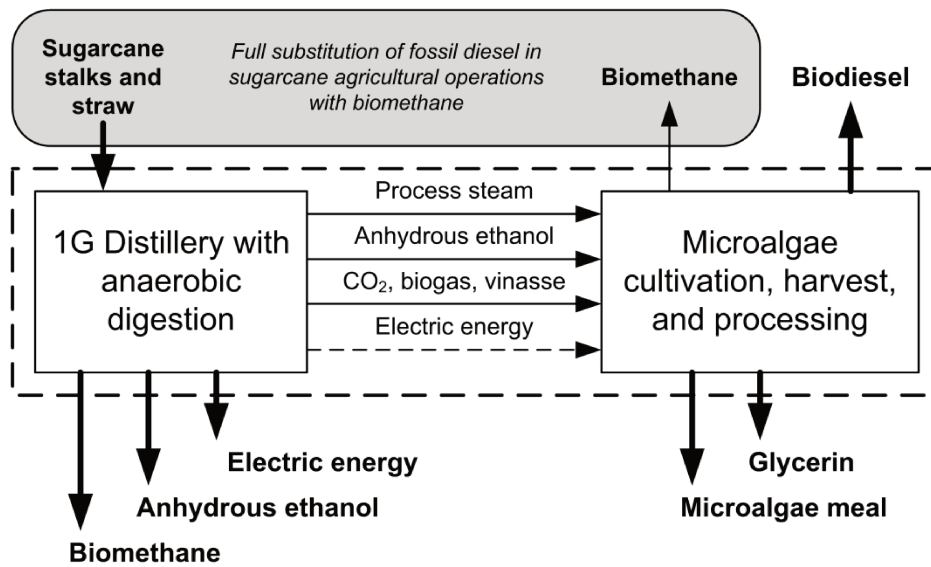 Sugarcane
stalks and
straw
Full substitution of fossil diesel in
sugarcane agricultural operations
with biomethane
Biomethane
Biodiesel
1G Distillery with
anaerobic
digestion
Process steam
Anhydrous ethanol
CO₂, biogas, vinasse
Electric energy
Microalgae
cultivation, harvest,
and processing
Electric energy
Anhydrous ethanol
Biomethane
Glycerin
Microalgae meal